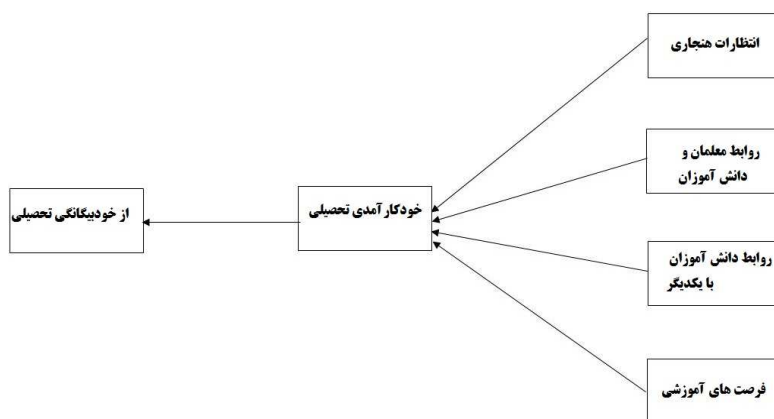 انتظارات هنجاری
روابط معلمان و
دانش آموزان
خودکارآمدی تحصیلی
از خودبیگانگی تحصیلی
روابط دانش آموزان
با یکدیگر
فرصت های آموزشی